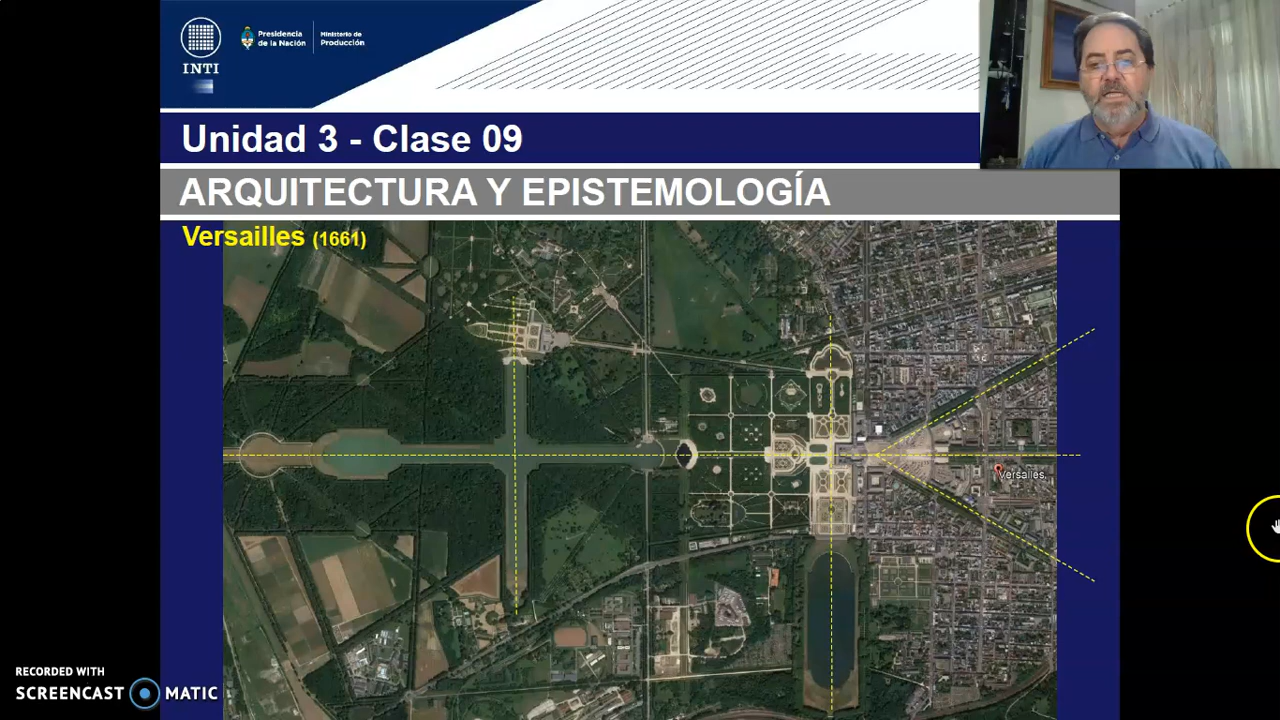 INTI
Presidencia
de la Nación
Ministerio de
Producción
Unidad 3 - Clase 09
ARQUITECTURA Y EPISTEMOLOGÍA
Versailles (1661)
Versalles,
RECORDED WITH
SCREENCAST MATIC